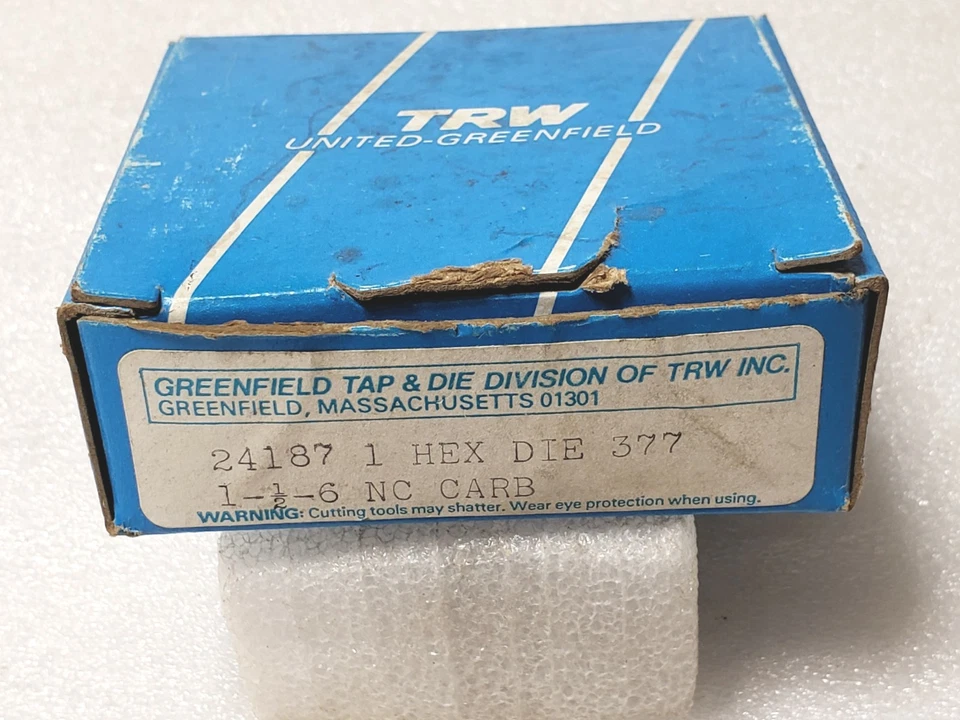 TRW
UNITED-GREENFIELD
GREENFIELD TAP & DIE DIVISION OF TRW INC.
GREENFIELD, MASSACHUSETTS 01301
24187 1 HEX DIE 377
1-½-6 NC CARB
WARNING: Cutting tools may shatter. Wear eye protection when using.